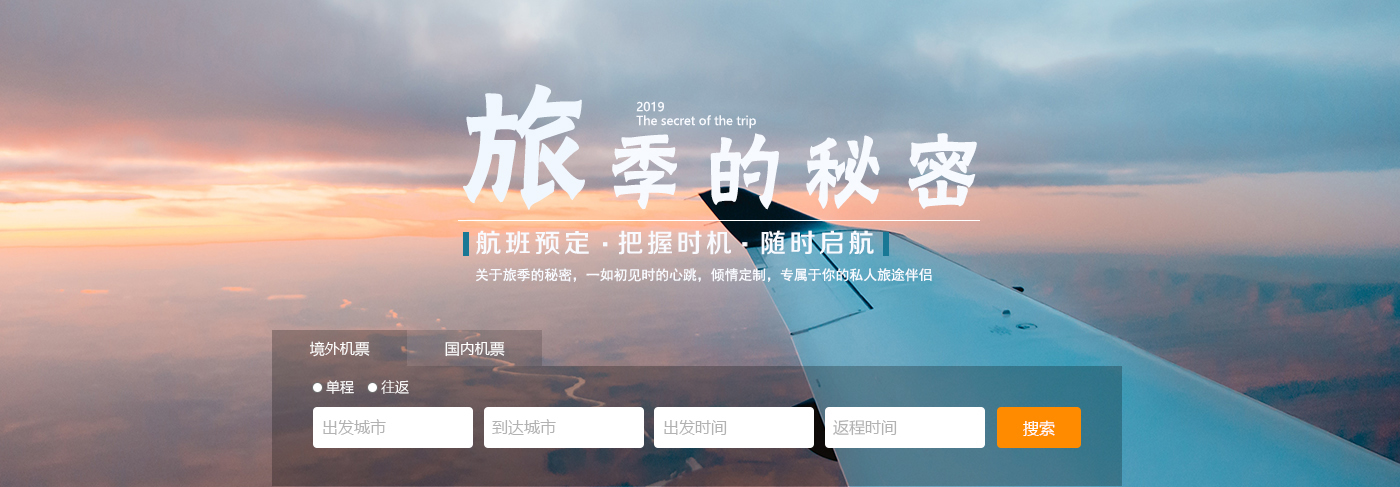 2019
The secret of the trip
旅季的秘密
航班预定·把握时机·随时启航
关于旅季的秘密，一如初见时的心跳，倾情定制，专属于你的私人旅途伴侣
境外机票 国内机票
单程 往返
出发城市 到达城市 出发时间 返程时间 搜索